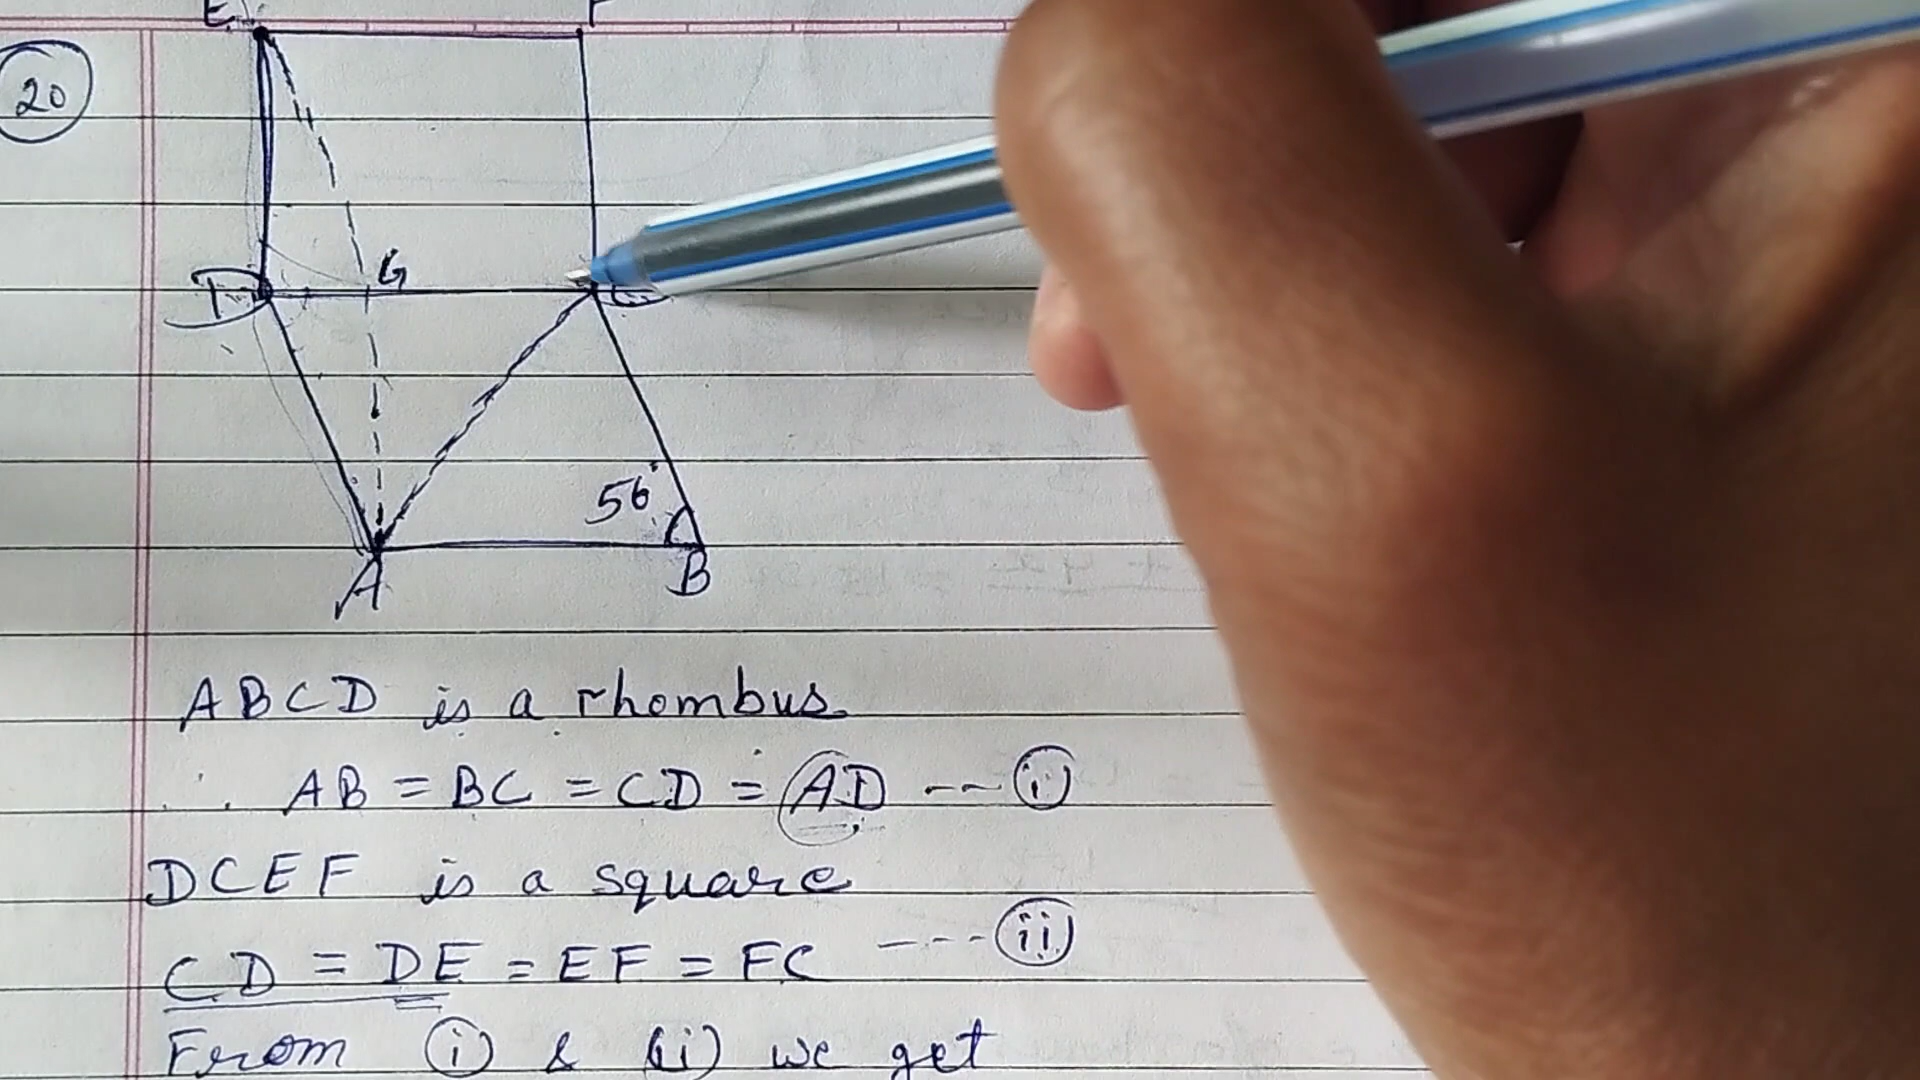 E
20
G
D
56°
A
B
ABCD is a rhombus
∴ AB = BC = CD = AD --- (i)
DCEF is a square
CD = DE = EF = FC ---- (ii)
From (i) & (ii) we get